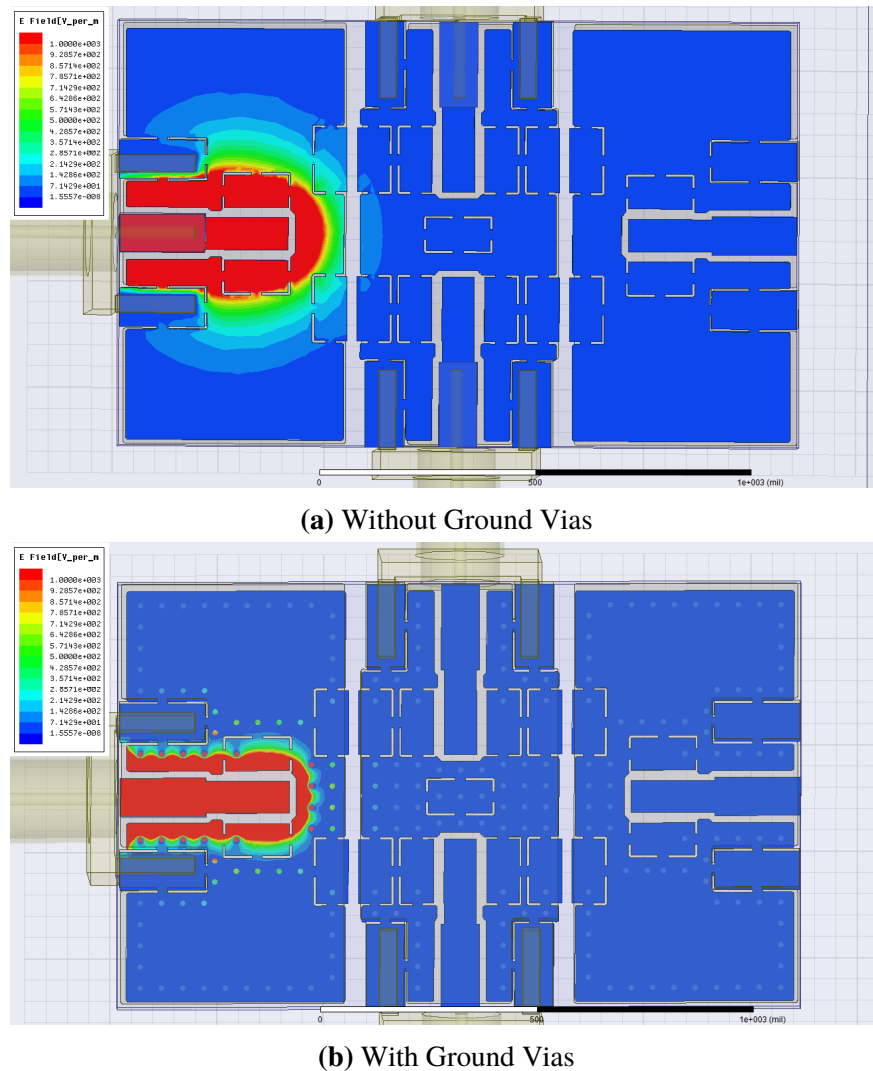 E Field[V_per_m
1.0000e+003
9.2857e+002
8.5714e+002
7.8571e+002
7.1429e+002
6.4286e+002
5.7143e+002
5.0000e+002
4.2857e+002
3.5714e+002
2.8571e+002
2.1429e+002
1.4286e+002
7.1429e+001
1.5557e-008
0 500 1e+003 (mil)
(a) Without Ground Vias
E Field[V_per_m
1.0000e+003
9.2857e+002
8.5714e+002
7.8571e+002
7.1429e+002
6.4286e+002
5.7143e+002
5.0000e+002
4.2857e+002
3.5714e+002
2.8571e+002
2.1429e+002
1.4286e+002
7.1429e+001
1.5557e-008
0 500 1e+003 (mil)
(b) With Ground Vias